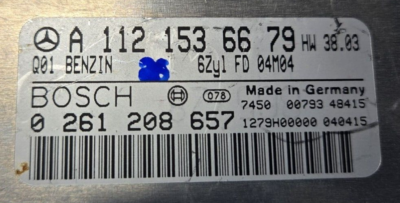 A 112 153 66 79 HW 38.03
Q01 BENZIN 6Zyl FD 04M04
BOSCH 078 Made in Germany
7450 00793 48415
0 261 208 657 1279H00000 040415